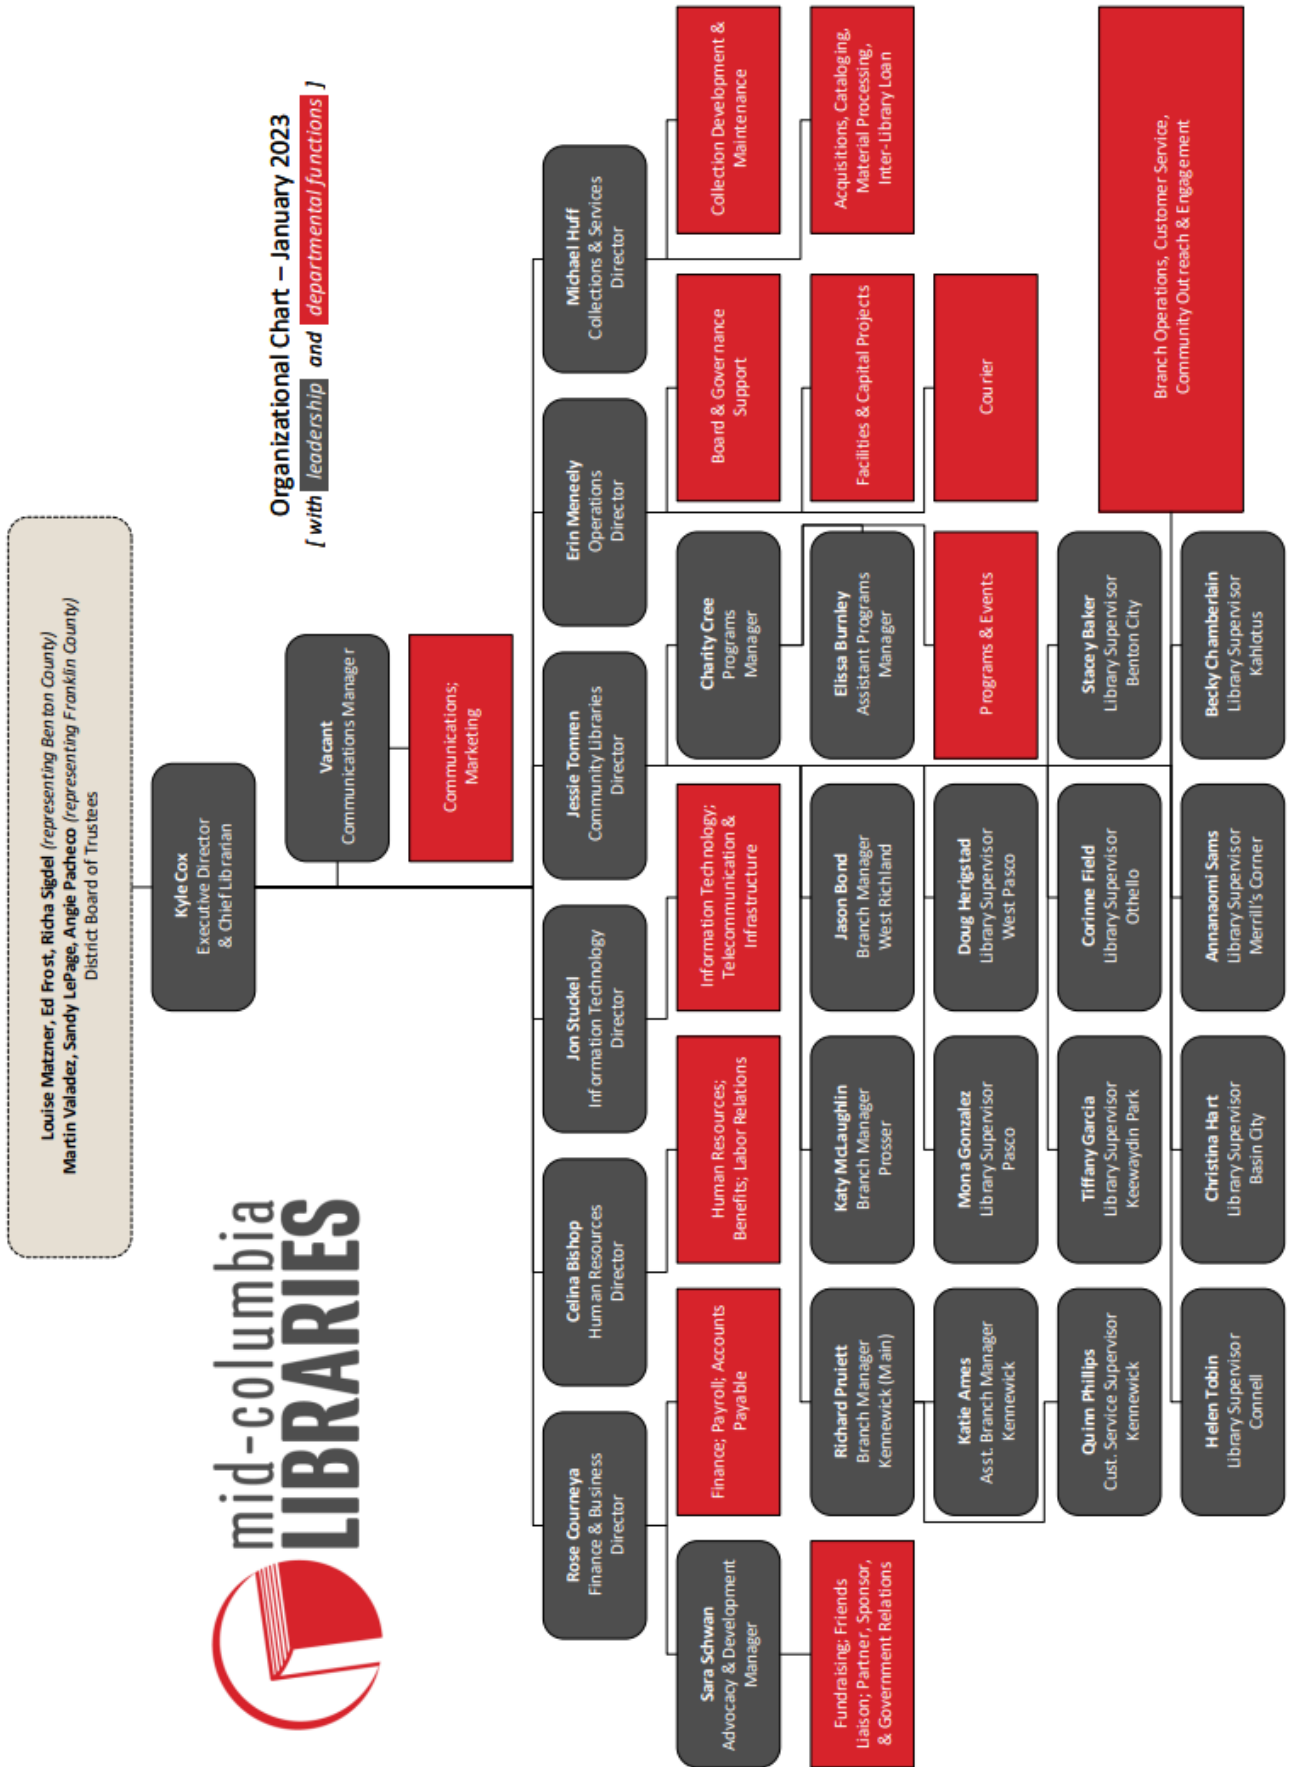 Louise Matzner, Ed Frost, Richa Sigdel (representing Benton County)
Martin Valadez, Sandy LePage, Angie Pacheco (representing Franklin County)
District Board of Trustees
mid-columbia
LIBRARIES
Kyle Cox
Executive Director
& Chief Librarian
Organizational Chart – January 2023
[ with leadership and departmental functions ]
Vacant
Communications Manager
Communications;
Marketing
Rose Courneya
Finance & Business
Director
Celina Bishop
Human Resources
Director
Jon Stuckel
Information Technology
Director
Jessie Tomren
Community Libraries
Director
Erin Meneely
Operations
Director
Michael Huff
Collections & Services
Director
Sara Schwan
Advocacy & Development
Manager
Finance; Payroll; Accounts
Payable
Human Resources;
Benefits; Labor Relations
Information Technology;
Telecommunication &
Infrastructure
Charity Cree
Programs
Manager
Board & Governance
Support
Collection Development &
Maintenance
Fundraising; Friends
Liaison; Partner, Sponsor,
& Government Relations
Richard Pruiett
Branch Manager
Kennewick (Main)
Katy McLaughlin
Branch Manager
Prosser
Jason Bond
Branch Manager
West Richland
Elissa Burnley
Assistant Programs
Manager
Facilities & Capital Projects
Acquisitions, Cataloging,
Material Processing,
Inter-Library Loan
Katie Ames
Asst. Branch Manager
Kennewick
Mona Gonzalez
Library Supervisor
Pasco
Doug Herigstad
Library Supervisor
West Pasco
Programs & Events
Courier
Quinn Phillips
Cust. Service Supervisor
Kennewick
Tiffany Garcia
Library Supervisor
Keewaydin Park
Corinne Field
Library Supervisor
Othello
Stacey Baker
Library Supervisor
Benton City
Branch Operations, Customer Service,
Community Outreach & Engagement
Helen Tobin
Library Supervisor
Connell
Christina Hart
Library Supervisor
Basin City
Annanaomi Sams
Library Supervisor
Merrill's Corner
Becky Chamberlain
Library Supervisor
Kahlotus